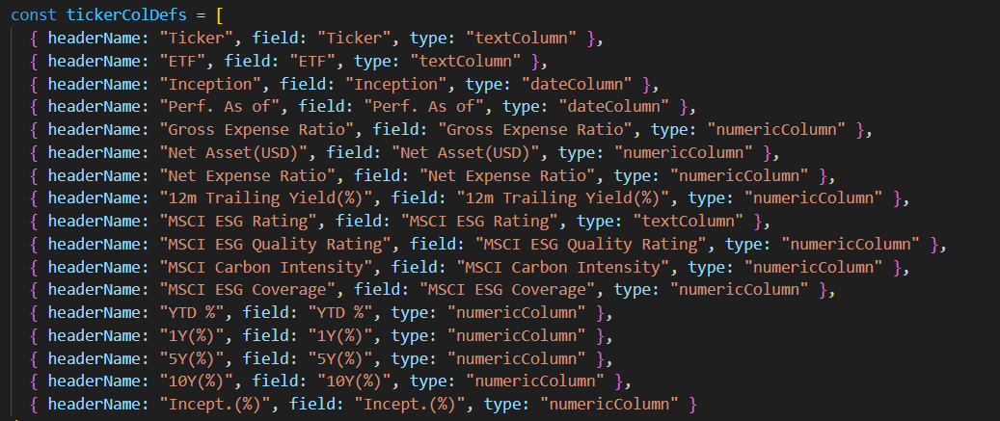 const tickerColDefs = [
{ headerName: "Ticker", field: "Ticker", type: "textColumn" },
{ headerName: "ETF", field: "ETF", type: "textColumn" },
{ headerName: "Inception", field: "Inception", type: "dateColumn" },
{ headerName: "Perf. As of", field: "Perf. As of", type: "dateColumn" },
{ headerName: "Gross Expense Ratio", field: "Gross Expense Ratio", type: "numericColumn" },
{ headerName: "Net Asset(USD)", field: "Net Asset(USD)", type: "numericColumn" },
{ headerName: "Net Expense Ratio", field: "Net Expense Ratio", type: "numericColumn" },
{ headerName: "12m Trailing Yield(%)", field: "12m Trailing Yield(%)", type: "numericColumn" },
{ headerName: "MSCI ESG Rating", field: "MSCI ESG Rating", type: "textColumn" },
{ headerName: "MSCI ESG Quality Rating", field: "MSCI ESG Quality Rating", type: "numericColumn" },
{ headerName: "MSCI Carbon Intensity", field: "MSCI Carbon Intensity", type: "numericColumn" },
{ headerName: "MSCI ESG Coverage", field: "MSCI ESG Coverage", type: "numericColumn" },
{ headerName: "YTD %", field: "YTD %", type: "numericColumn" },
{ headerName: "1Y(%)", field: "1Y(%)", type: "numericColumn" },
{ headerName: "5Y(%)", field: "5Y(%)", type: "numericColumn" },
{ headerName: "10Y(%)", field: "10Y(%)", type: "numericColumn" },
{ headerName: "Incept.(%)", field: "Incept.(%)", type: "numericColumn" }